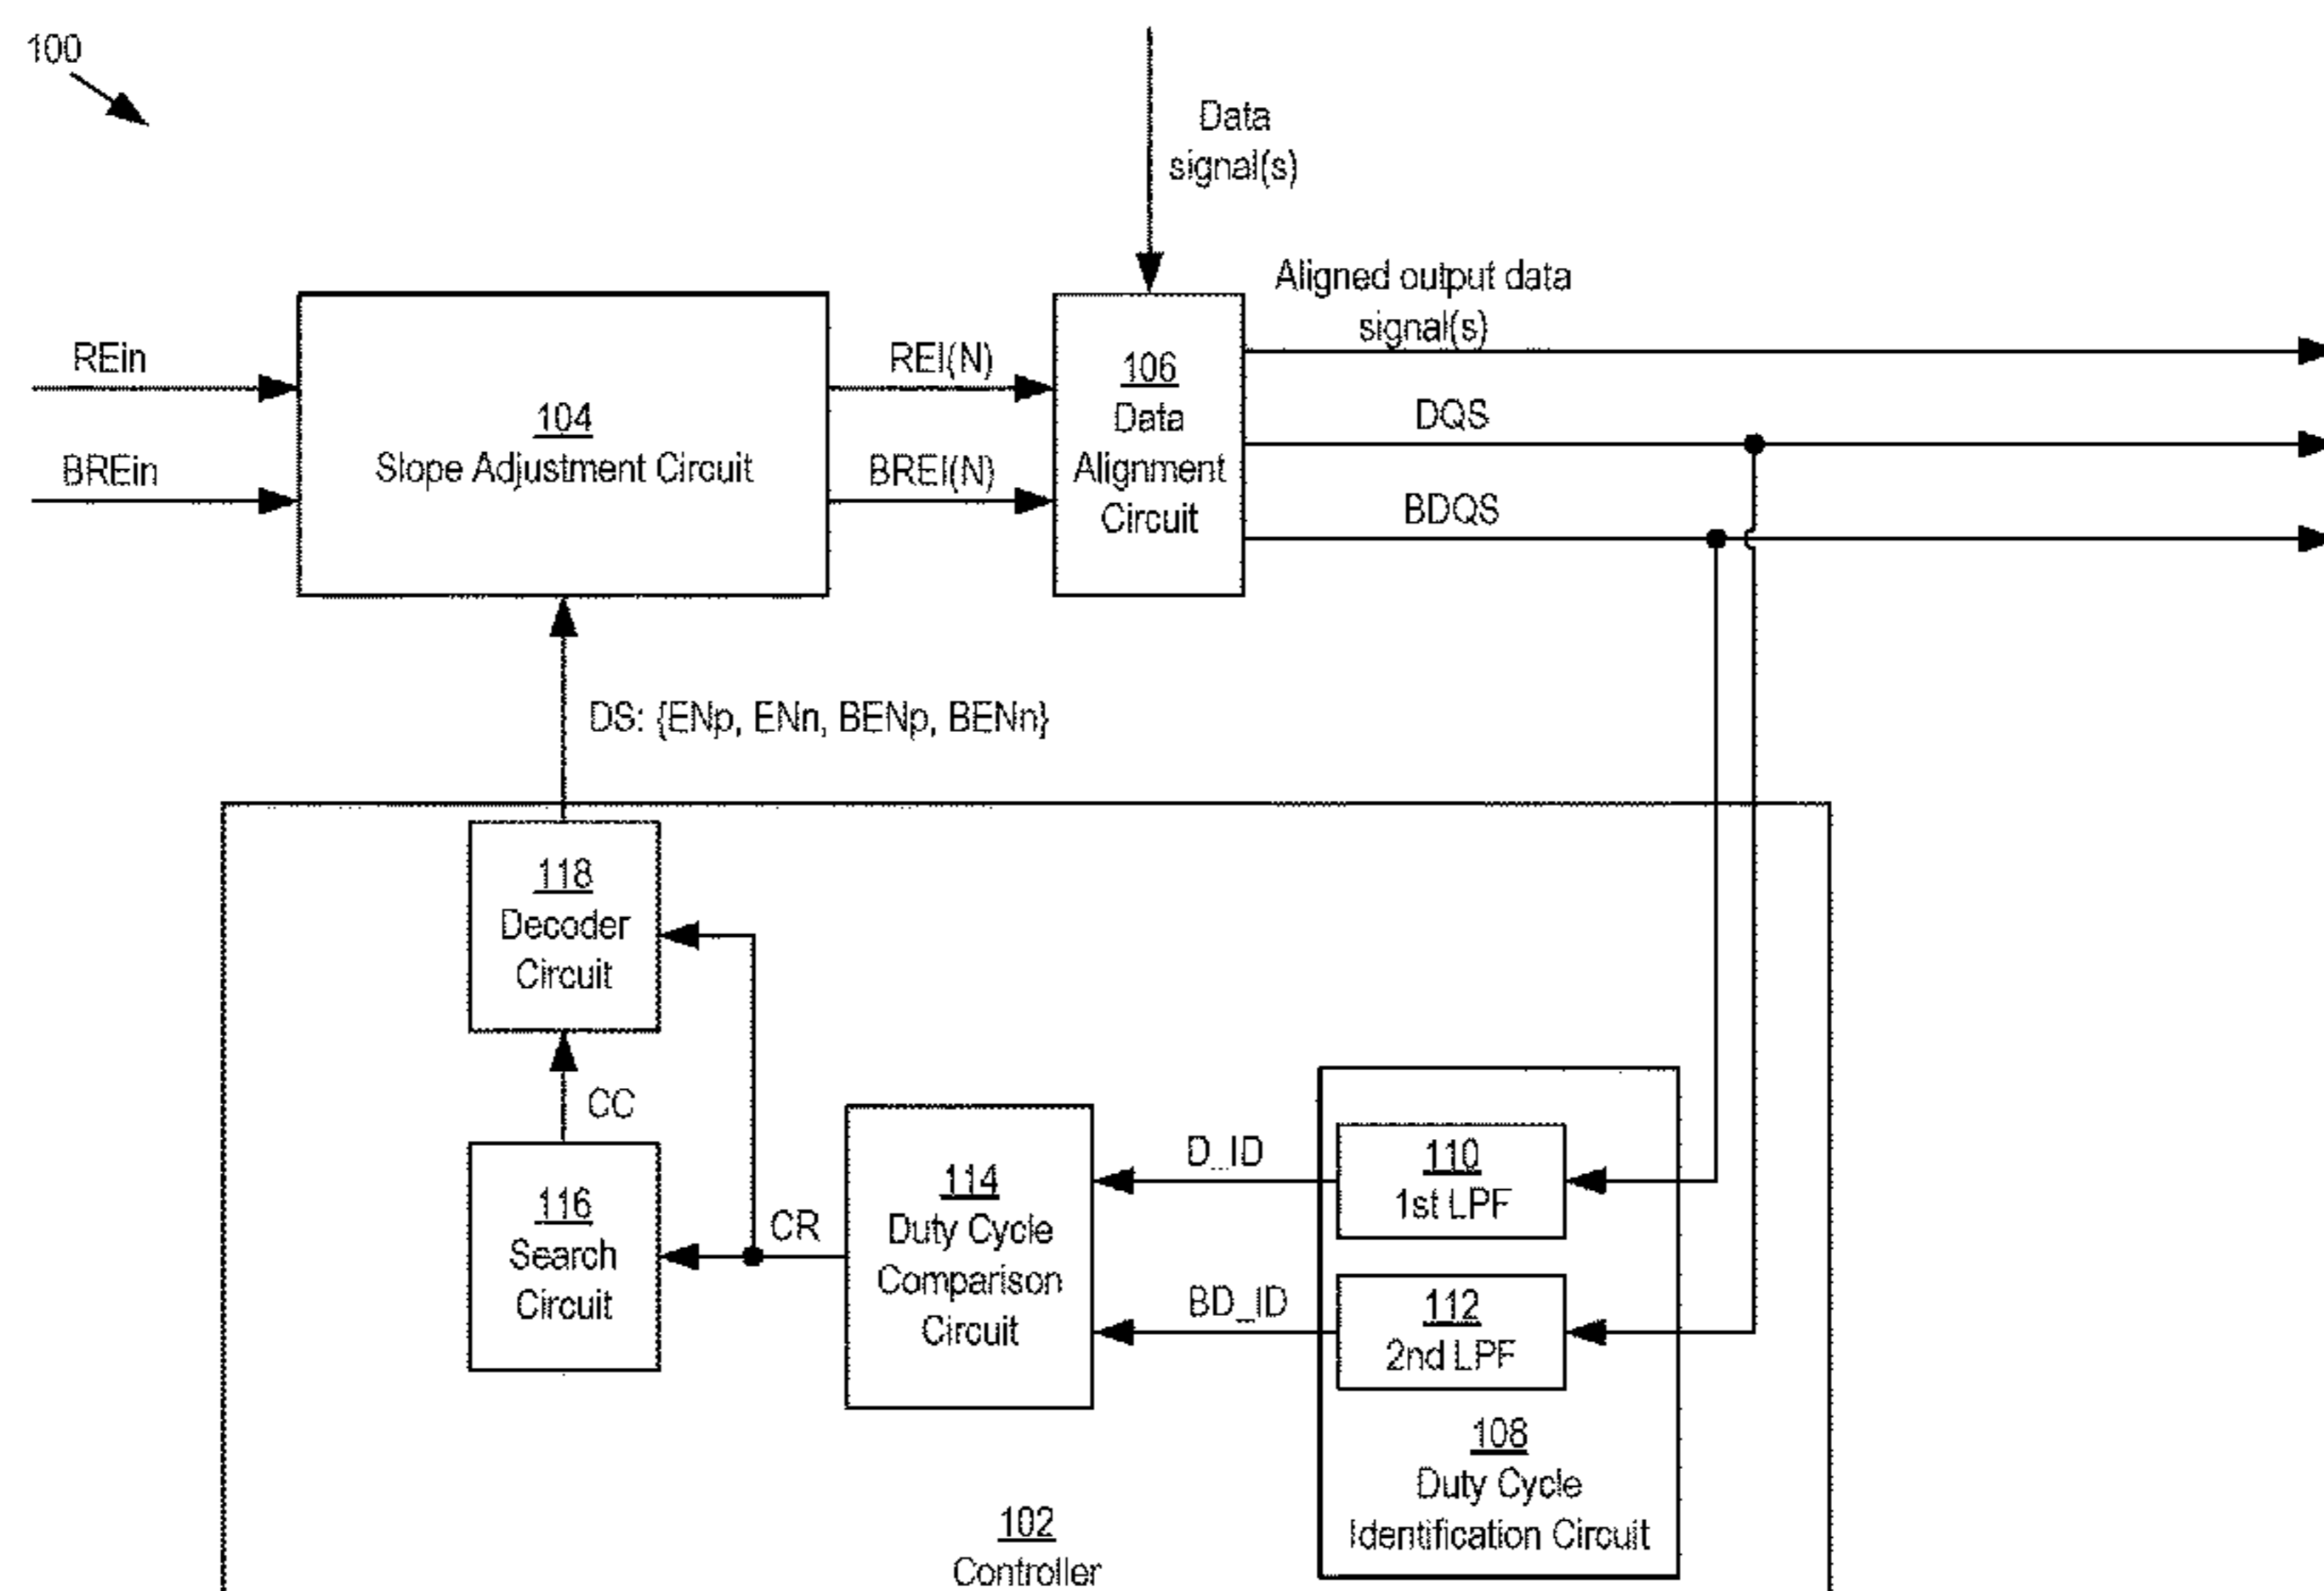 100
Data
signal(s)
Aligned output data
signal(s)
REin
BREin
104
Slope Adjustment Circuit
REI(N)
BREI(N)
106
Data
Alignment
Circuit
DQS
BDQS
DS: {ENp, ENn, BENp, BENn}
118
Decoder
Circuit
CC
116
Search
Circuit
CR
114
Duty Cycle
Comparison
Circuit
D_ID
BD_ID
110
1st LPF
112
2nd LPF
108
Duty Cycle
Identification Circuit
102
Controller